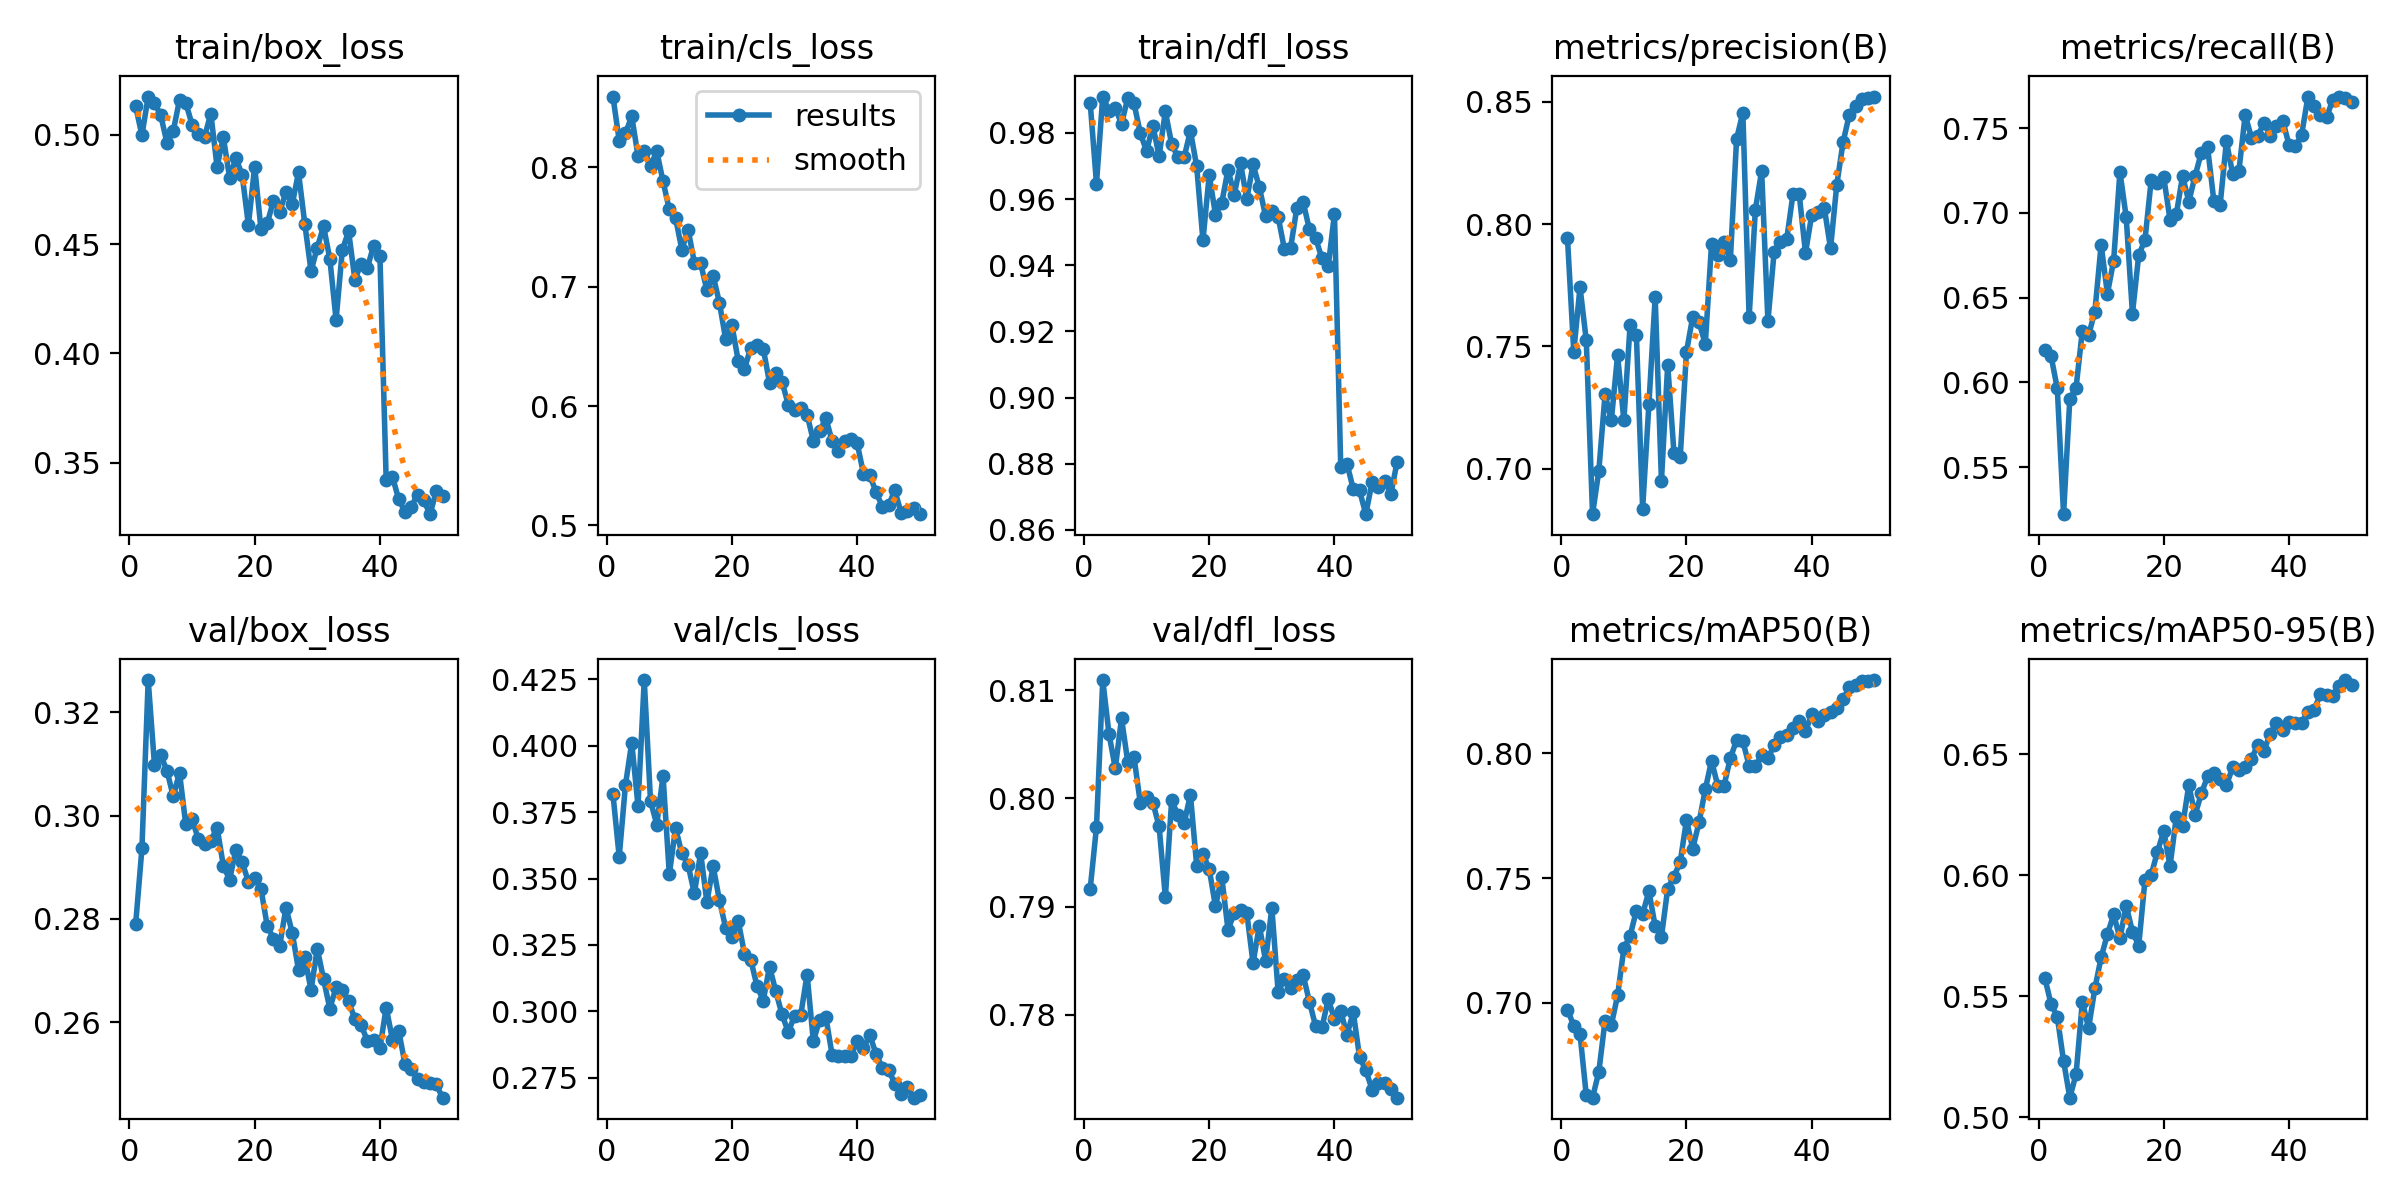 train/box_loss
0.50
0.45
0.40
0.35
0 20 40
train/cls_loss
results
smooth
0.8
0.7
0.6
0.5
0 20 40
train/dfl_loss
0.98
0.96
0.94
0.92
0.90
0.88
0.86
0 20 40
metrics/precision(B)
0.85
0.80
0.75
0.70
0 20 40
metrics/recall(B)
0.75
0.70
0.65
0.60
0.55
0 20 40
val/box_loss
0.32
0.30
0.28
0.26
0 20 40
val/cls_loss
0.425
0.400
0.375
0.350
0.325
0.300
0.275
0 20 40
val/dfl_loss
0.81
0.80
0.79
0.78
0 20 40
metrics/mAP50(B)
0.80
0.75
0.70
0 20 40
metrics/mAP50-95(B)
0.65
0.60
0.55
0.50
0 20 40